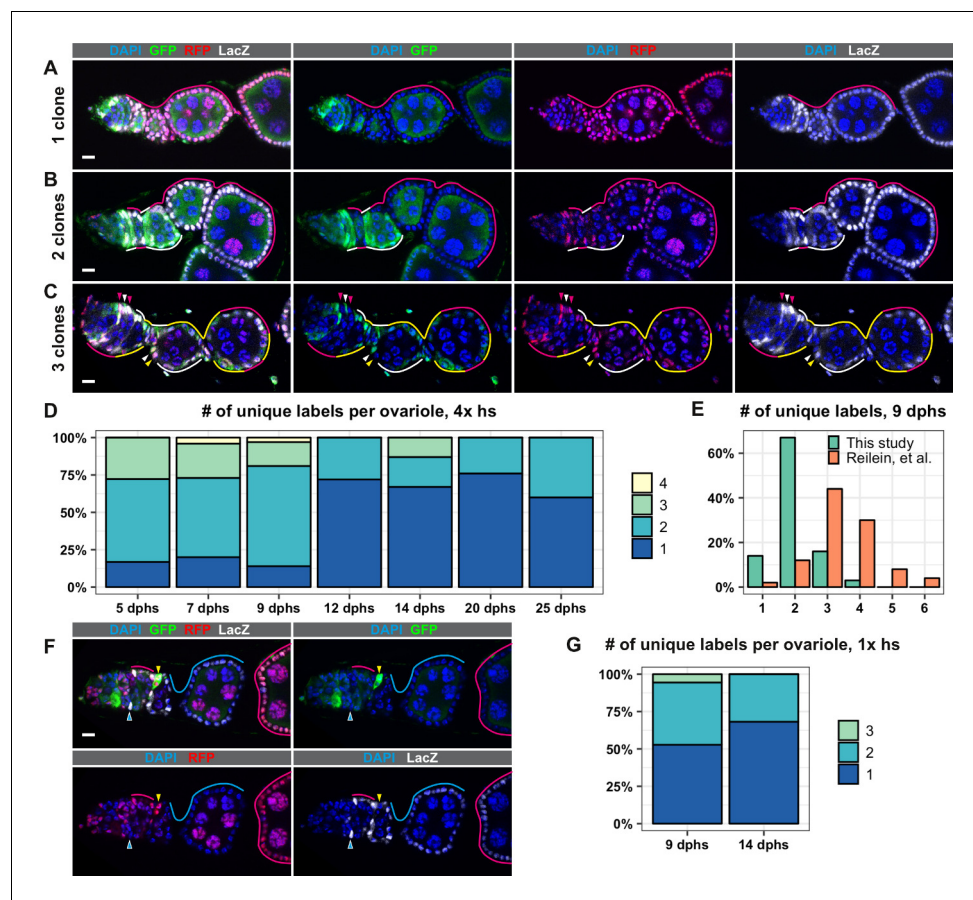 DAPI GFP RFP LacZ
DAPI GFP
DAPI RFP
DAPI LacZ
A
1 clone
B
2 clones
C
3 clones
D
# of unique labels per ovariole, 4x hs
100%
75%
50%
25%
0%
5 dphs
7 dphs
9 dphs
12 dphs
14 dphs
20 dphs
25 dphs
4
3
2
1
E
# of unique labels, 9 dphs
This study
Reilein, et al.
60%
40%
20%
0%
1
2
3
4
5
6
F
DAPI GFP RFP LacZ
DAPI GFP
DAPI RFP
DAPI LacZ
G
# of unique labels per ovariole, 1x hs
100%
75%
50%
25%
0%
9 dphs
14 dphs
3
2
1